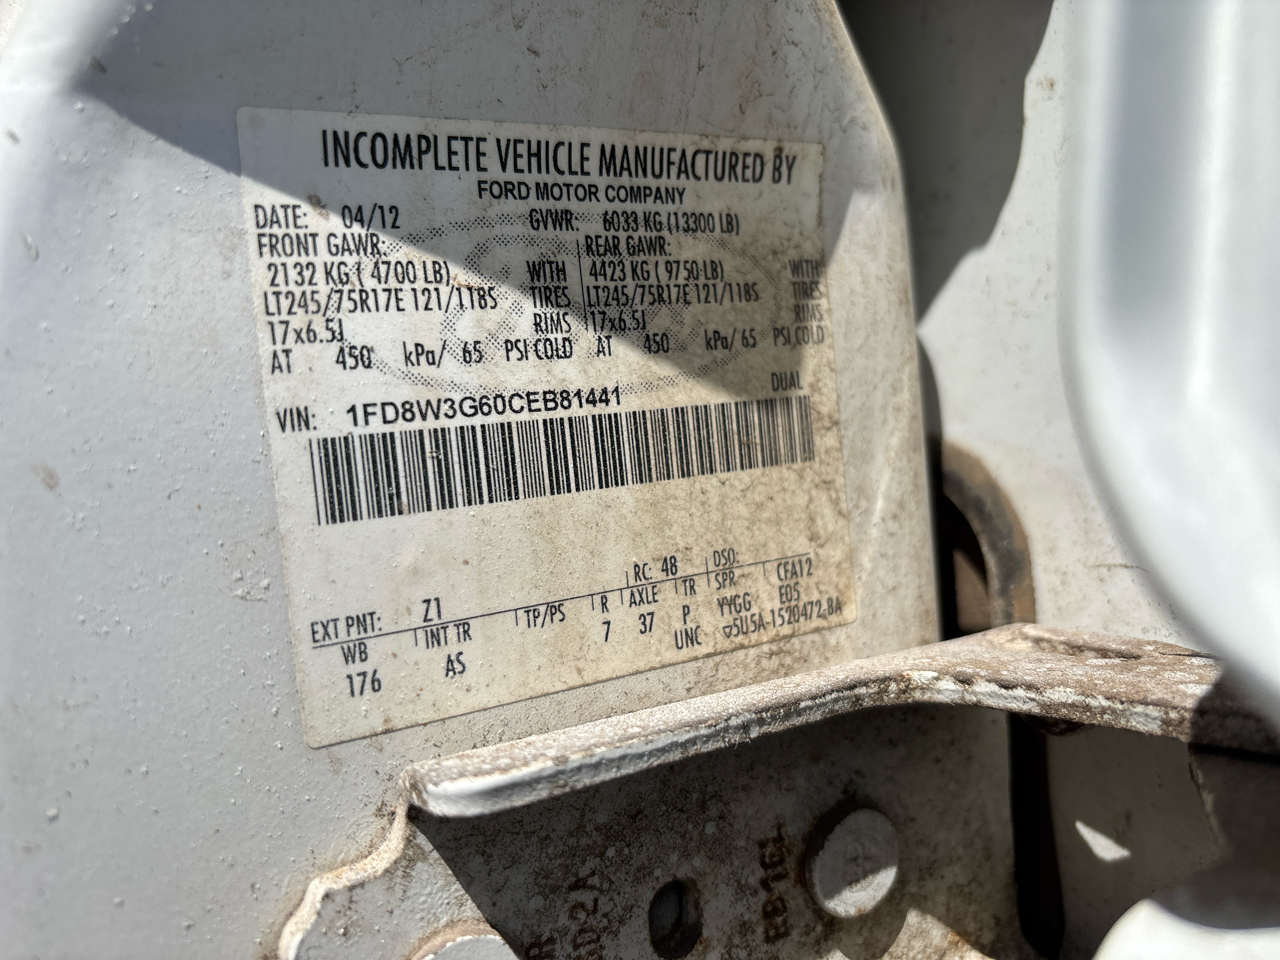 INCOMPLETE VEHICLE MANUFACTURED BY
FORD MOTOR COMPANY
DATE: 04/12 GVWR: 6033 KG (13300 LB)
FRONT GAWR: REAR GAWR:
2132 KG ( 4700 LB) WITH 4423 KG ( 9750 LB) WITH
LT245/75R17E 121/118S TIRES LT245/75R17E 121/118S TIRES
17x6.5J RIMS 17x6.5J RIMS
AT 450 kPa/ 65 PSI COLD AT 450 kPa/ 65 PSI COLD
DUAL
VIN: 1FD8W3G60CEB81441
EXT PNT: Z1 RC: 48 DSO:
WB INT TR TP/PS R AXLE TR SPR CFA12
176 AS 7 37 P YYGG E05
UNC 5U5A-1520472-BA